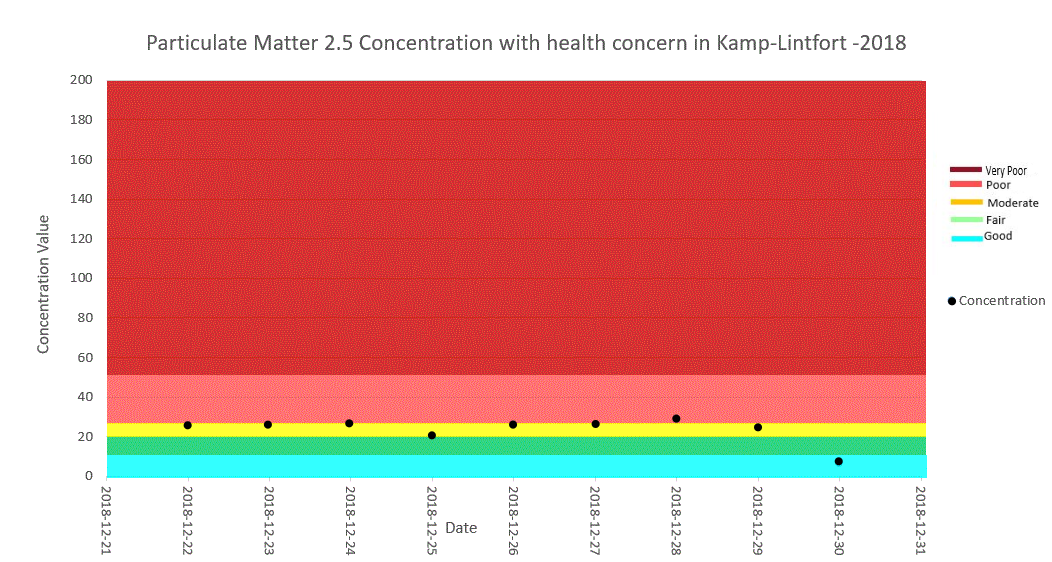 Particulate Matter 2.5 Concentration with health concern in Kamp-Lintfort -2018
200
180
160
140
120
100
80
60
40
20
0
Concentration Value
2018-12-21
2018-12-22
2018-12-23
2018-12-24
2018-12-25
2018-12-26
2018-12-27
2018-12-28
2018-12-29
2018-12-30
2018-12-31
Date
Very Poor
Poor
Moderate
Fair
Good
Concentration